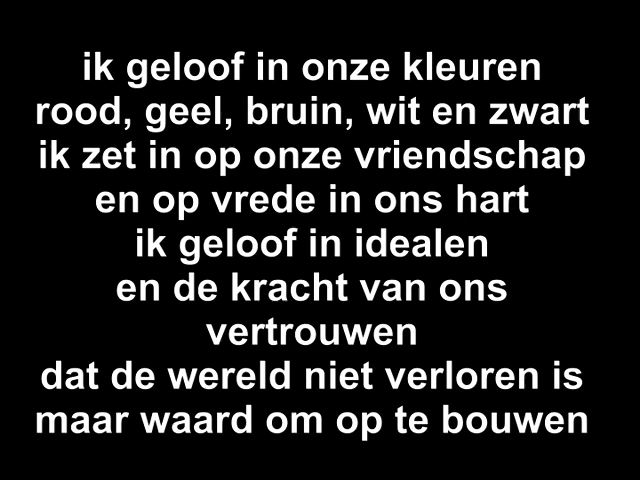 ik geloof in onze kleuren
rood, geel, bruin, wit en zwart
ik zet in op onze vriendschap
en op vrede in ons hart
ik geloof in idealen
en de kracht van ons
vertrouwen
dat de wereld niet verloren is
maar waard om op te bouwen